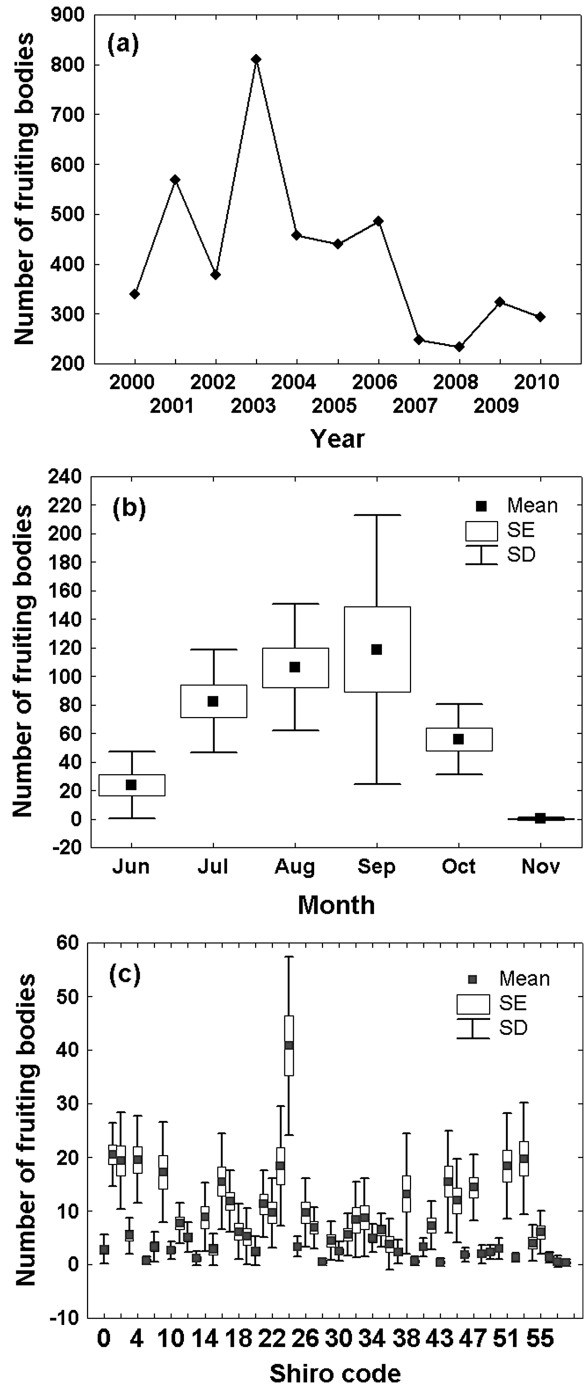 (a)
Number of fruiting bodies
900
800
700
600
500
400
300
200
2000 2002 2004 2006 2008 2010
2001 2003 2005 2007 2009
Year
(b)
Number of fruiting bodies
240
220
200
180
160
140
120
100
80
60
40
20
0
-20
Mean
SE
SD
Jun Jul Aug Sep Oct Nov
Month
(c)
Number of fruiting bodies
60
50
40
30
20
10
0
-10
Mean
SE
SD
0 4 10 14 18 22 26 30 34 38 43 47 51 55
Shiro code